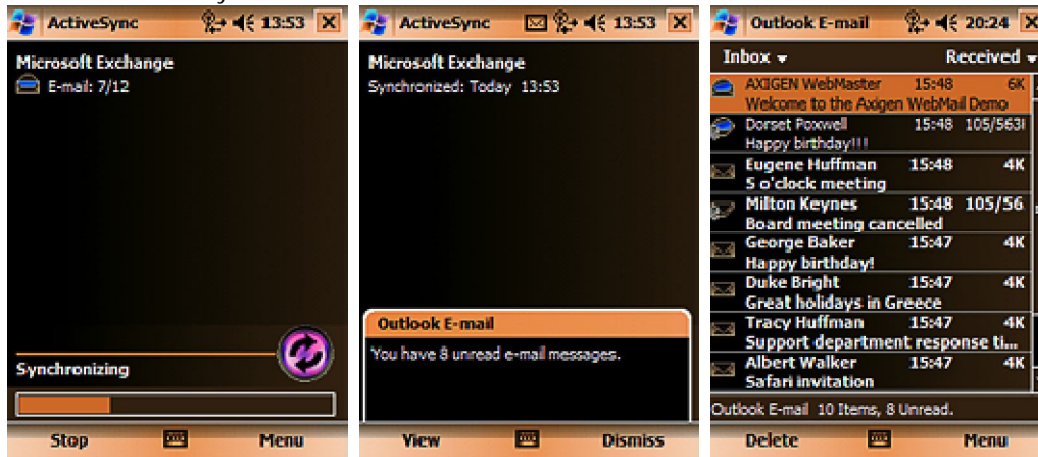 ActiveSync 13:53
Microsoft Exchange
E-mail: 7/12
Synchronizing
Stop Menu
ActiveSync 13:53
Microsoft Exchange
Synchronized: Today 13:53
Outlook E-mail
You have 8 unread e-mail messages.
View Dismiss
Outlook E-mail 20:24
Inbox Received
AXIGEN WebMaster 15:48 6K
Welcome to the Axigen WebMail Demo
Dorset Poxwell 15:48
Happy birthday!!!
Eugene Huffman 15:48 4K
5 o'clock meeting
Milton Keynes 15:48 105/56
Board meeting cancelled
George Baker 15:47 4K
Happy birthday!
Duke Bright 15:47 4K
Great holidays in Greece
Tracy Huffman 15:47 4K
Support department response ti...
Albert Walker 15:47 4K
Safari invitation
Outlook E-mail 10 Items, 8 Unread.
Delete Menu